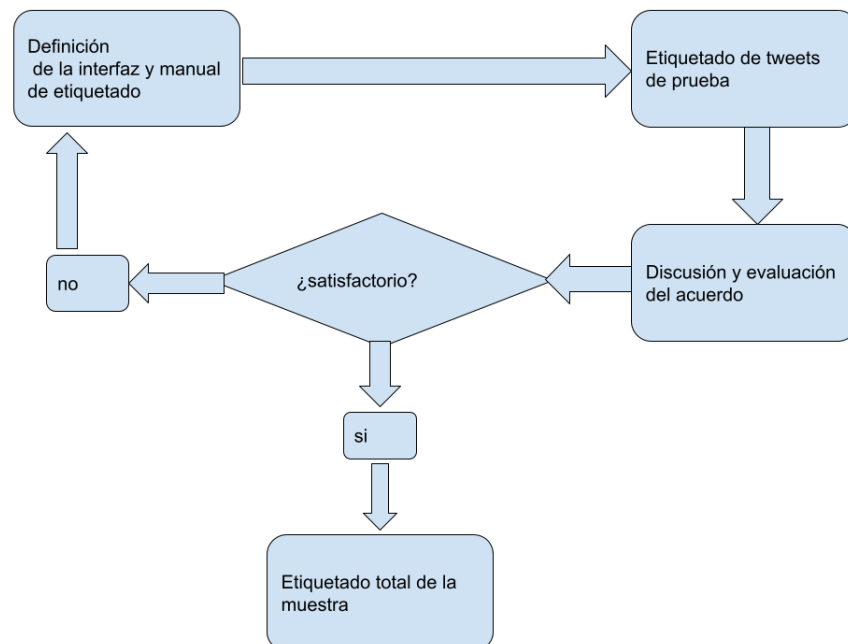 Definición
de la interfaz y manual
de etiquetado
Etiquetado de tweets
de prueba
Discusión y evaluación
del acuerdo
¿satisfactorio?
no
si
Etiquetado total de la
muestra